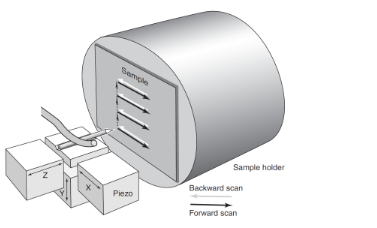 Sample
Sample holder
Z
Y
X
Piezo
Backward scan
Forward scan